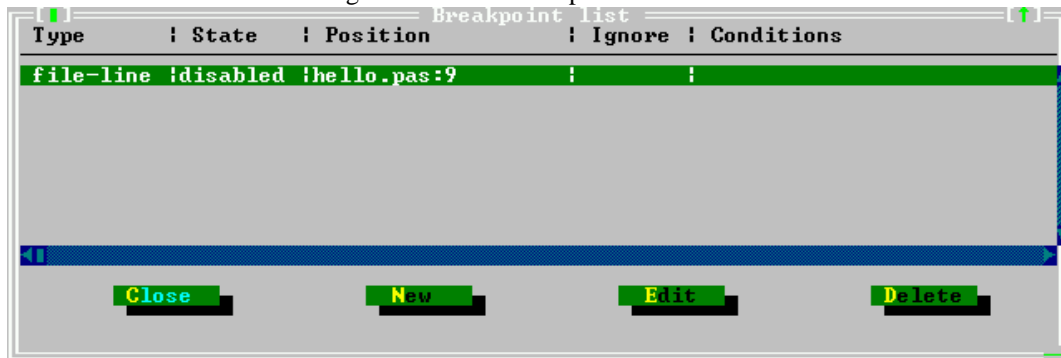 Breakpoint list
Type | State | Position | Ignore | Conditions
file-line |disabled |hello.pas:9 | |
Close New Edit Delete